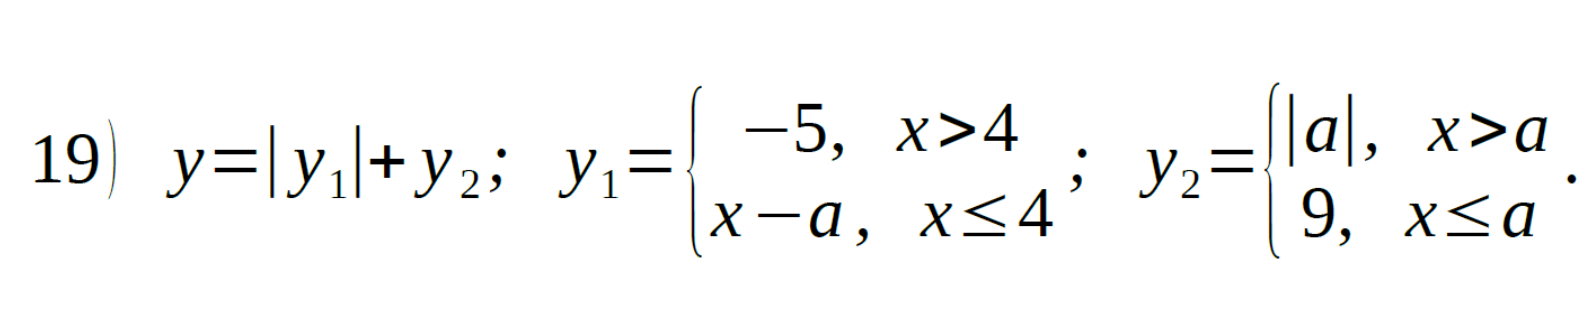 19) y=|y₁|+y₂; y₁={−5, x>4; x−a, x≤4; y₂={|a|, x>a; 9, x≤a.